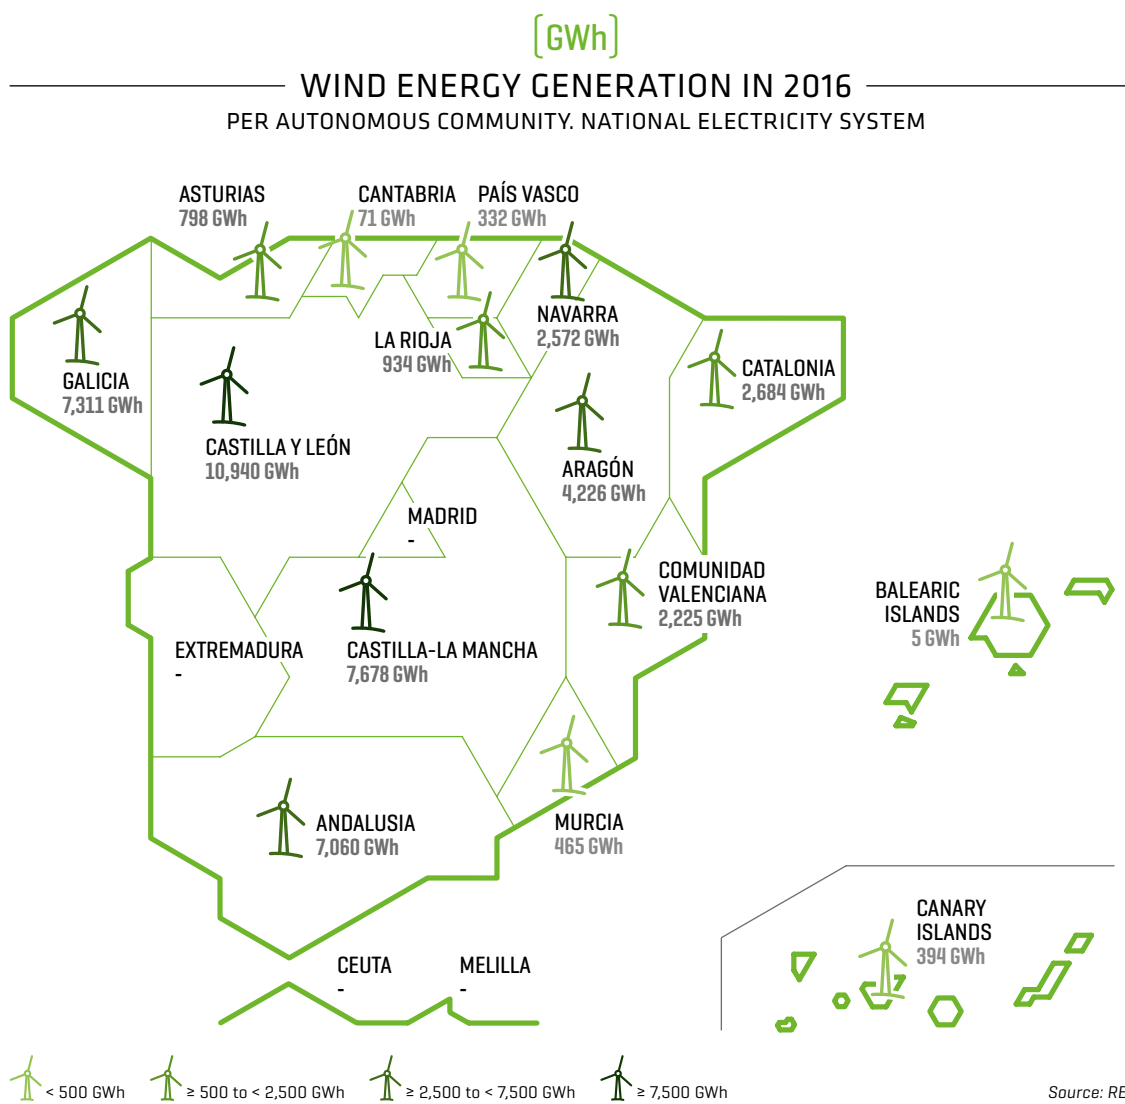 [GWh]
WIND ENERGY GENERATION IN 2016
PER AUTONOMOUS COMMUNITY. NATIONAL ELECTRICITY SYSTEM
ASTURIAS
798 GWh
CANTABRIA
71 GWh
PAÍS VASCO
332 GWh
NAVARRA
2,572 GWh
LA RIOJA
934 GWh
GALICIA
7,311 GWh
CATALONIA
2,684 GWh
CASTILLA Y LEÓN
10,940 GWh
ARAGÓN
4,226 GWh
MADRID
-
COMUNIDAD
VALENCIANA
2,225 GWh
BALEARIC
ISLANDS
5 GWh
EXTREMADURA
-
CASTILLA-LA MANCHA
7,678 GWh
ANDALUSIA
7,060 GWh
MURCIA
465 GWh
CANARY
ISLANDS
394 GWh
CEUTA
-
MELILLA
-
< 500 GWh
≥ 500 to < 2,500 GWh
≥ 2,500 to < 7,500 GWh
≥ 7,500 GWh
Source: RE